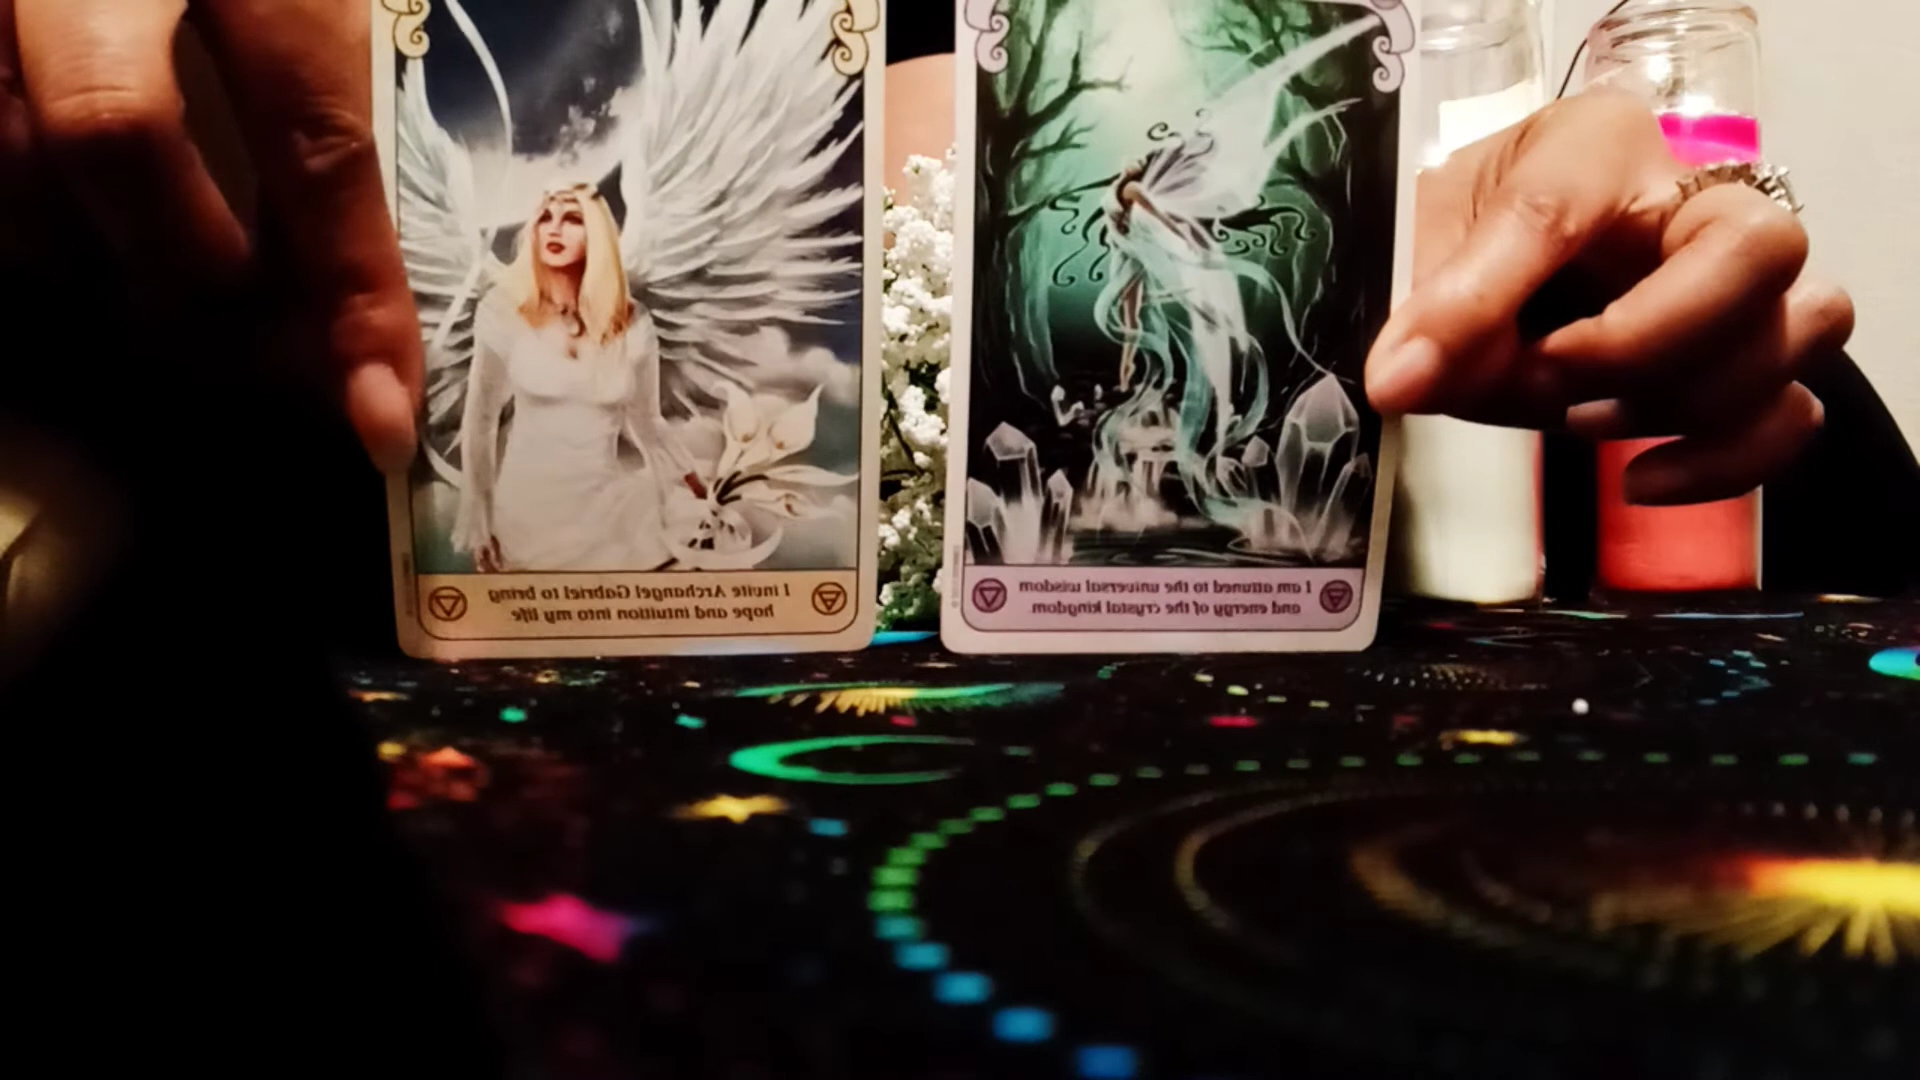 I invite Archangel Gabriel to bring
hope and intuition into my life
I am attuned to the universal wisdom
and energy of the crystal kingdom